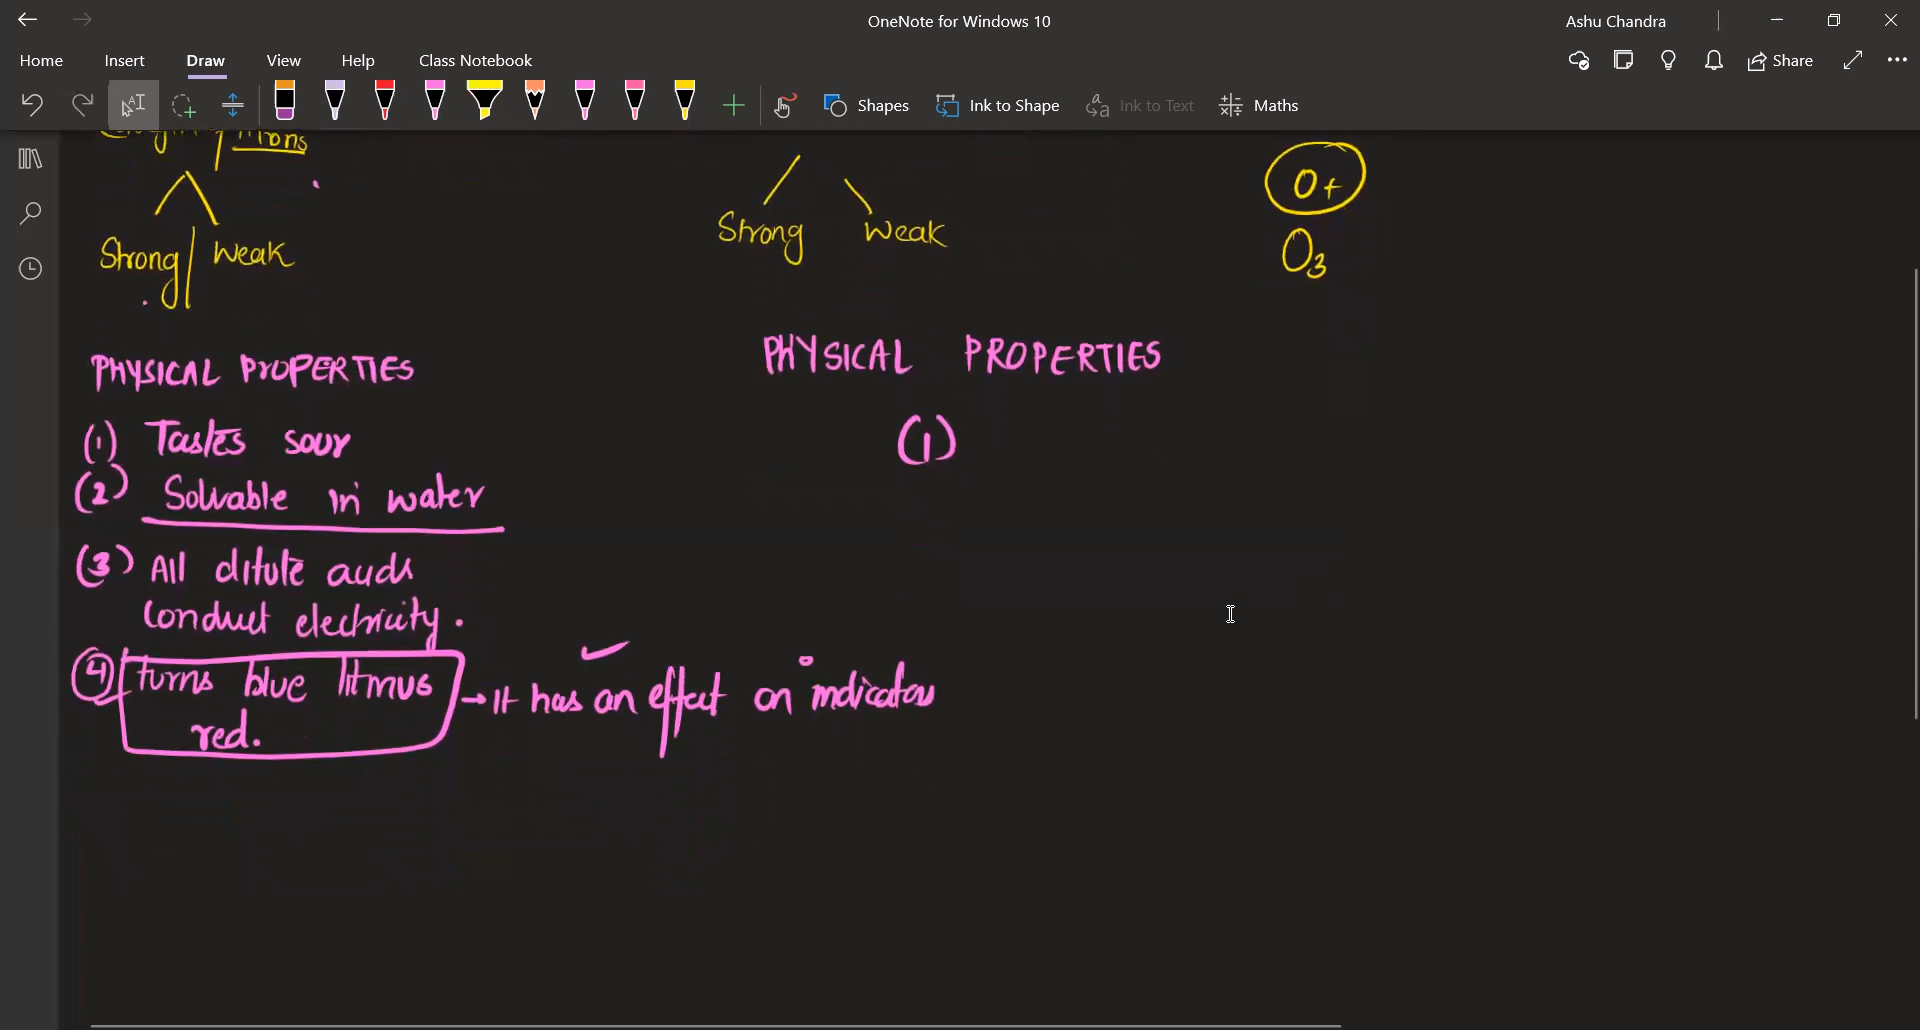 OneNote for Windows 10
Ashu Chandra
Home Insert Draw View Help Class Notebook
Share
Shapes Ink to Shape Ink to Text Maths
Strong weak
Strong weak
O+
O3
PHYSICAL PROPERTIES
(1) Tastes sour
(2) Solvable in water
(3) All dilute acids
conduct electricity.
(4) turns blue litmus
red.
→ It has an effect on indicators
PHYSICAL PROPERTIES
(1)